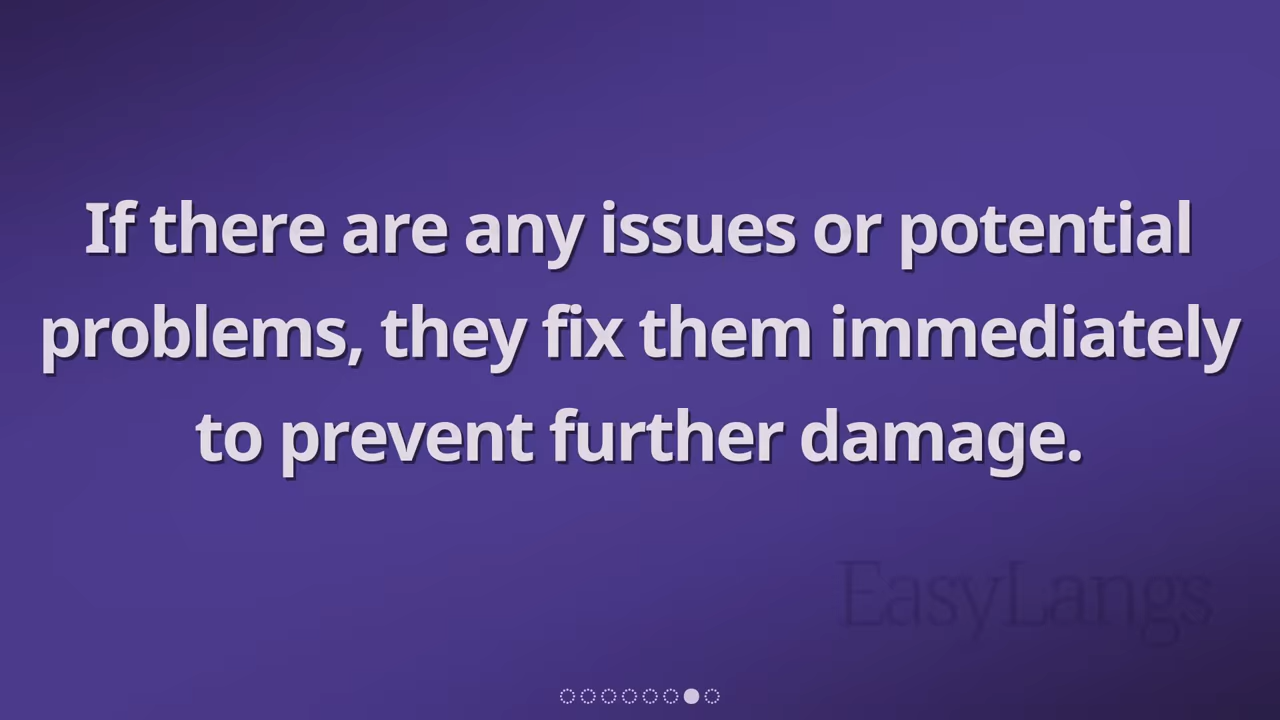 If there are any issues or potential
problems, they fix them immediately
to prevent further damage.
EasyLangs